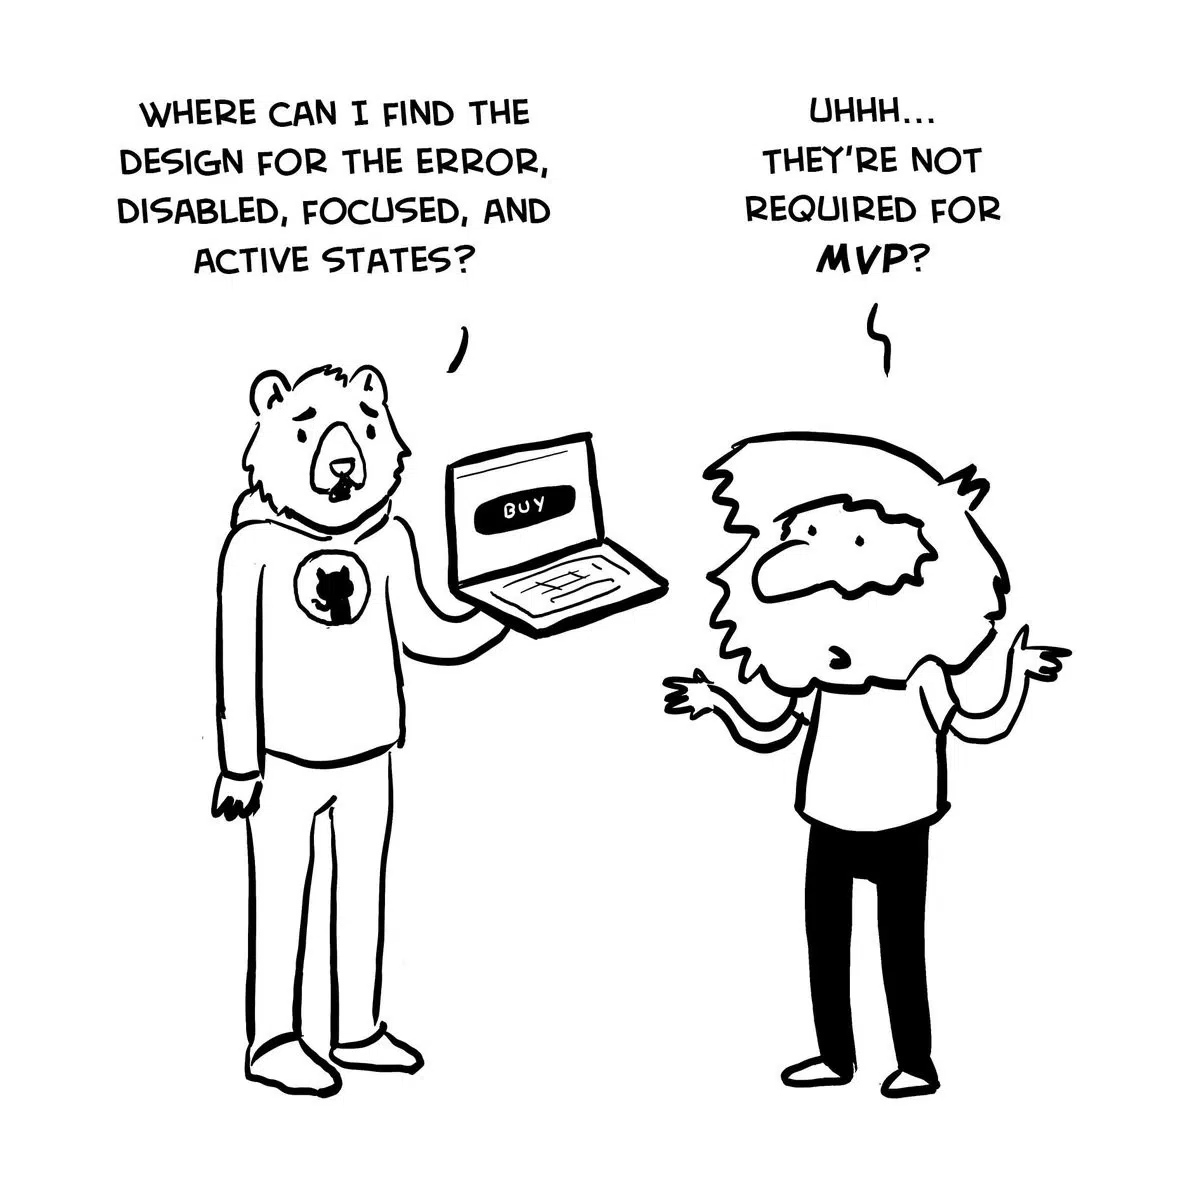 WHERE CAN I FIND THE
DESIGN FOR THE ERROR,
DISABLED, FOCUSED, AND
ACTIVE STATES?
UHHH...
THEY'RE NOT
REQUIRED FOR
MVP?
BUY